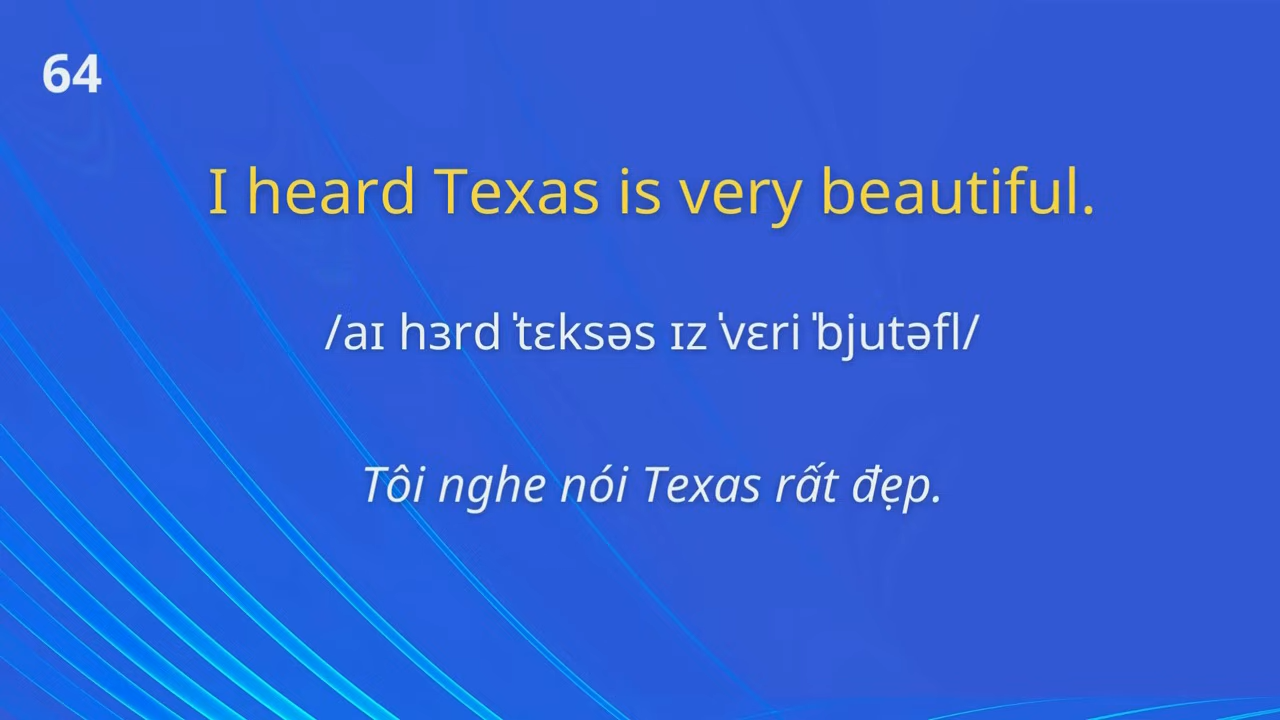 64
I heard Texas is very beautiful.
/aɪ hɜrd ˈtɛksəs ɪz ˈvɛri ˈbjutəfl/
Tôi nghe nói Texas rất đẹp.